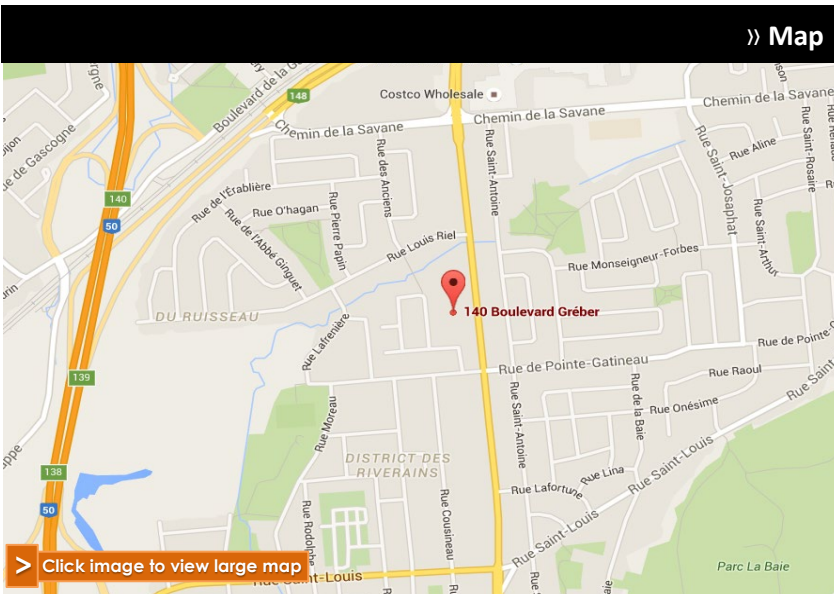 》 Map
Boulevard de la G
148
Costco Wholesale
Chemin de la Savane
Chemin de la Savane
Chemin de la Savane
Rue des Anciens
Rue Saint-Antoine
Rue Saint-Josaphat
Rue Aline
Rue Saint-Rosaire
Rue de l'Érablière
140
50
Rue O'hagan
Rue Pierre Papin
Rue de l'Abbé Ginguet
Rue Louis Riel
Rue Saint-Arthur
Rue Monseigneur-Forbes
DU RUISSEAU
140 Boulevard Gréber
Rue Lafrenière
Rue de Pointe-Gatineau
Rue de Pointe-G
139
Rue Raoul
Rue Saint
Rue Moreau
Rue Saint-Antoine
Rue de la Baie
Rue Onésime
DISTRICT DES
RIVERAINS
138
Rue Lina
Rue Saint-Louis
Rue Lafortune
50
Rue Rodolphe
Rue Cousineau
Rue Saint-Louis
> Click image to view large map
Parc La Baie